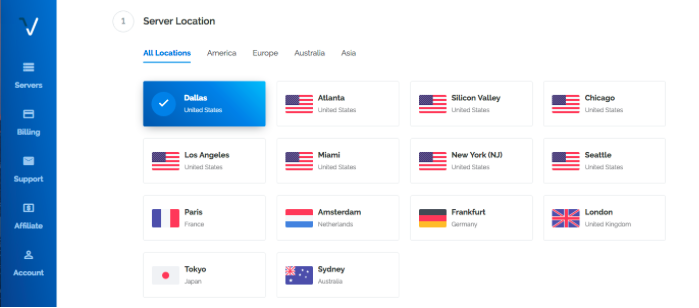 1 Server Location
All Locations America Europe Australia Asia
Servers
Billing
Support
Affiliate
Account
Dallas
United States
Atlanta
United States
Silicon Valley
United States
Chicago
United States
Los Angeles
United States
Miami
United States
New York (NJ)
United States
Seattle
United States
Paris
France
Amsterdam
Netherlands
Frankfurt
Germany
London
United Kingdom
Tokyo
Japan
Sydney
Australia